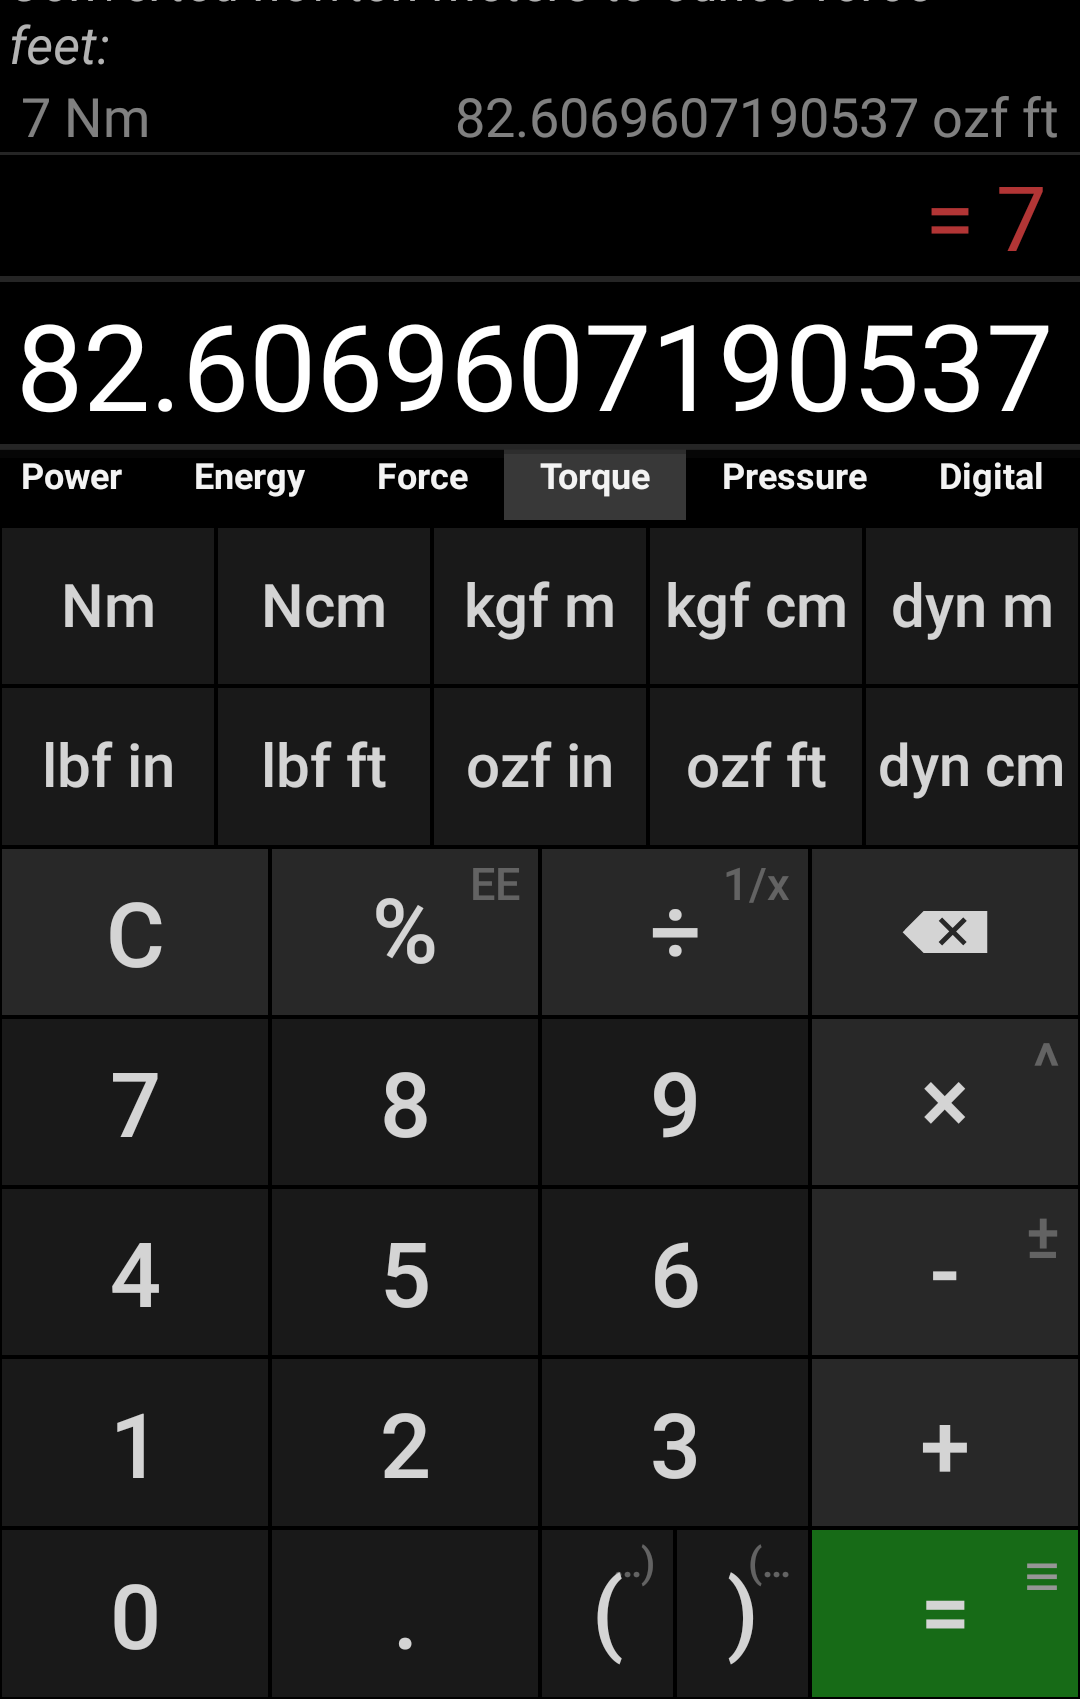 feet:
7 Nm 82.6069607190537 ozf ft
= 7
82.6069607190537
Power Energy Force Torque Pressure Digital
Nm Ncm kgf m kgf cm dyn m
lbf in lbf ft ozf in ozf ft dyn cm
C % EE ÷ 1/x
7 8 9 × ^
4 5 6 - ±
1 2 3 +
0 . ( ..) ) (... = ≡